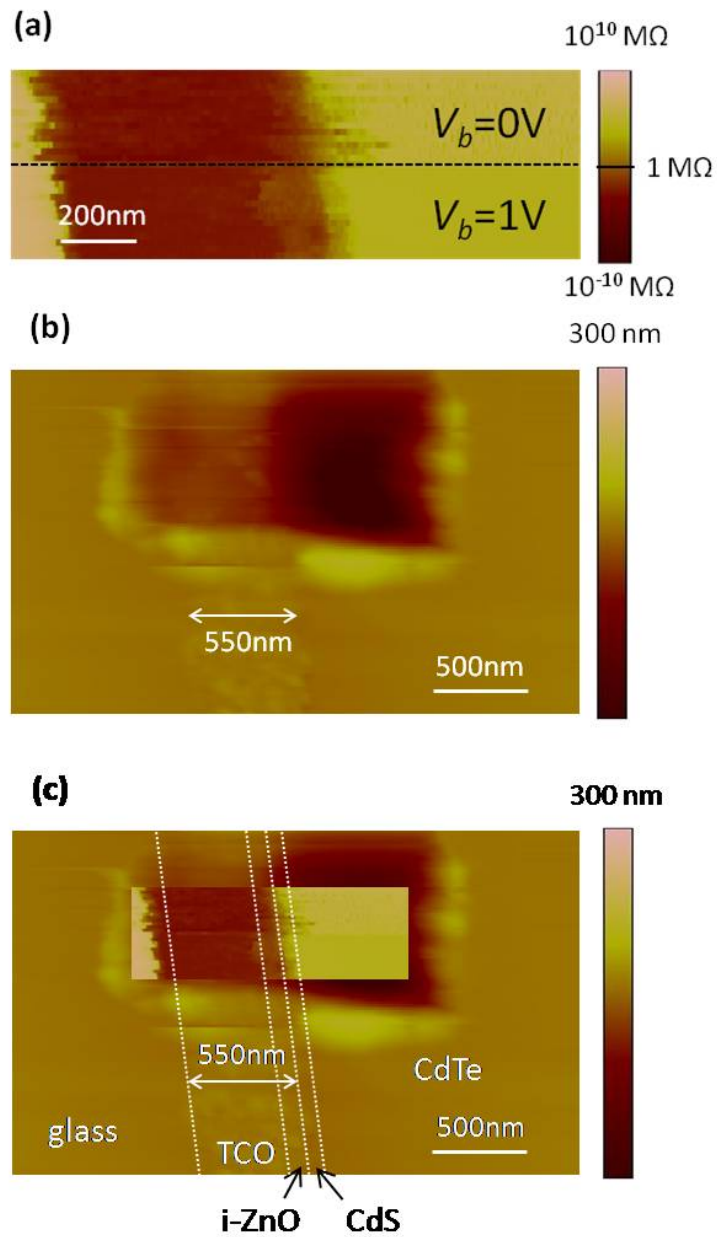 (a)
10¹⁰ MΩ
V_b=0V
1 MΩ
V_b=1V
200nm
10⁻¹⁰ MΩ
(b)
300 nm
550nm
500nm
(c)
300 nm
550nm
CdTe
glass
500nm
TCO
i-ZnO
CdS